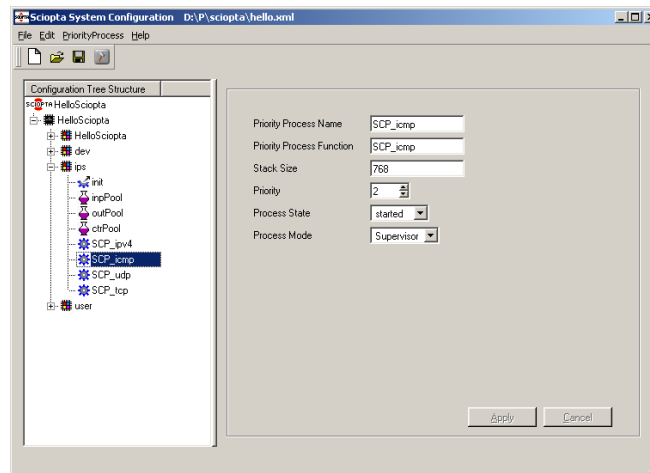 Sciopta System Configuration D:\P\sciopta\hello.xml
File Edit PriorityProcess Help
Configuration Tree Structure
SCIOPTA HelloSciopta
HelloSciopta
HelloSciopta
dev
ips
init
inpPool
outPool
ctrPool
SCP_ipv4
SCP_icmp
SCP_udp
SCP_tcp
user
Priority Process Name SCP_icmp
Priority Process Function SCP_icmp
Stack Size 768
Priority 2
Process State started
Process Mode Supervisor
Apply Cancel